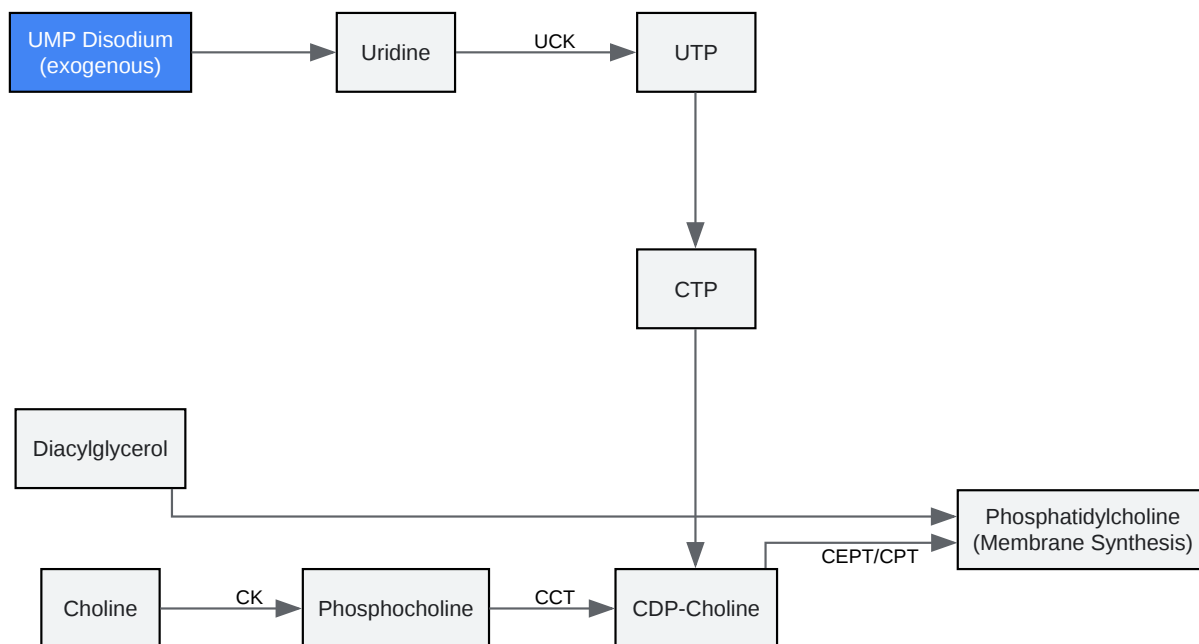 UMP Disodium
(exogenous)
Uridine
UCK
UTP
CTP
Diacylglycerol
Phosphatidylcholine
(Membrane Synthesis)
CEPT/CPT
Choline
CK
Phosphocholine
CCT
CDP-Choline